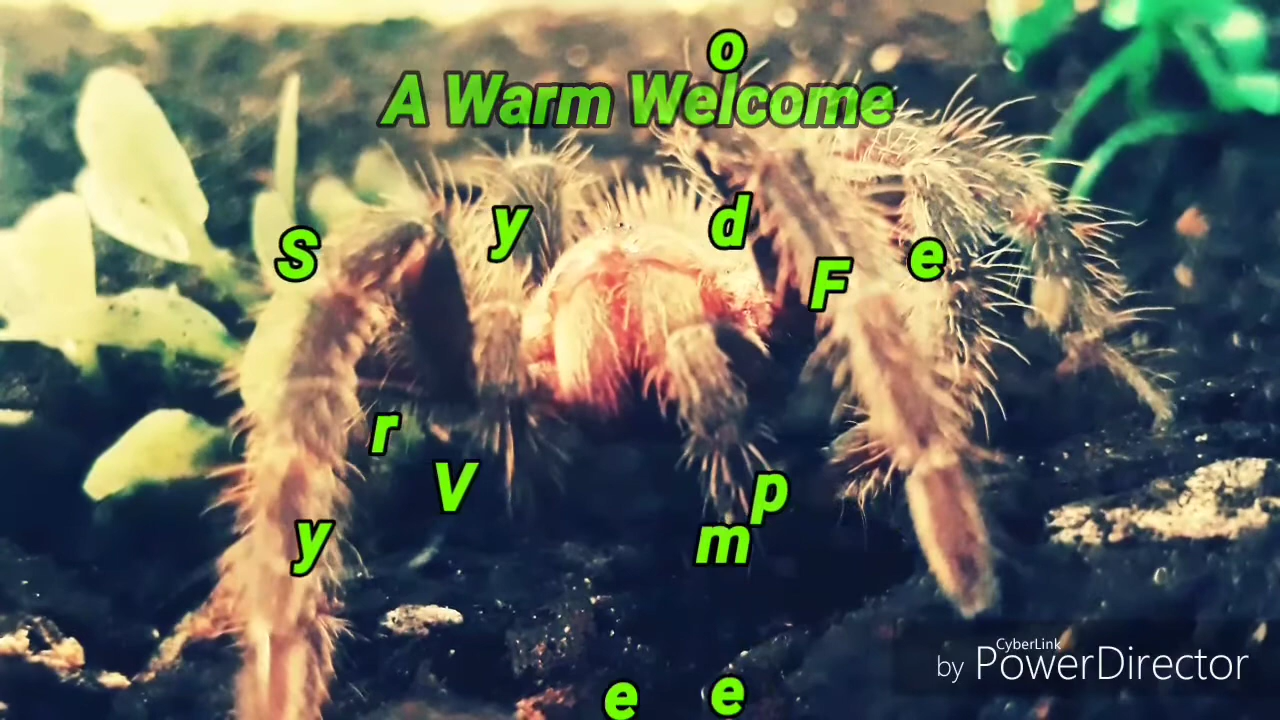 o
A Warm Welcome
y d
S F e
r
V p
y m
e e
CyberLink
by PowerDirector